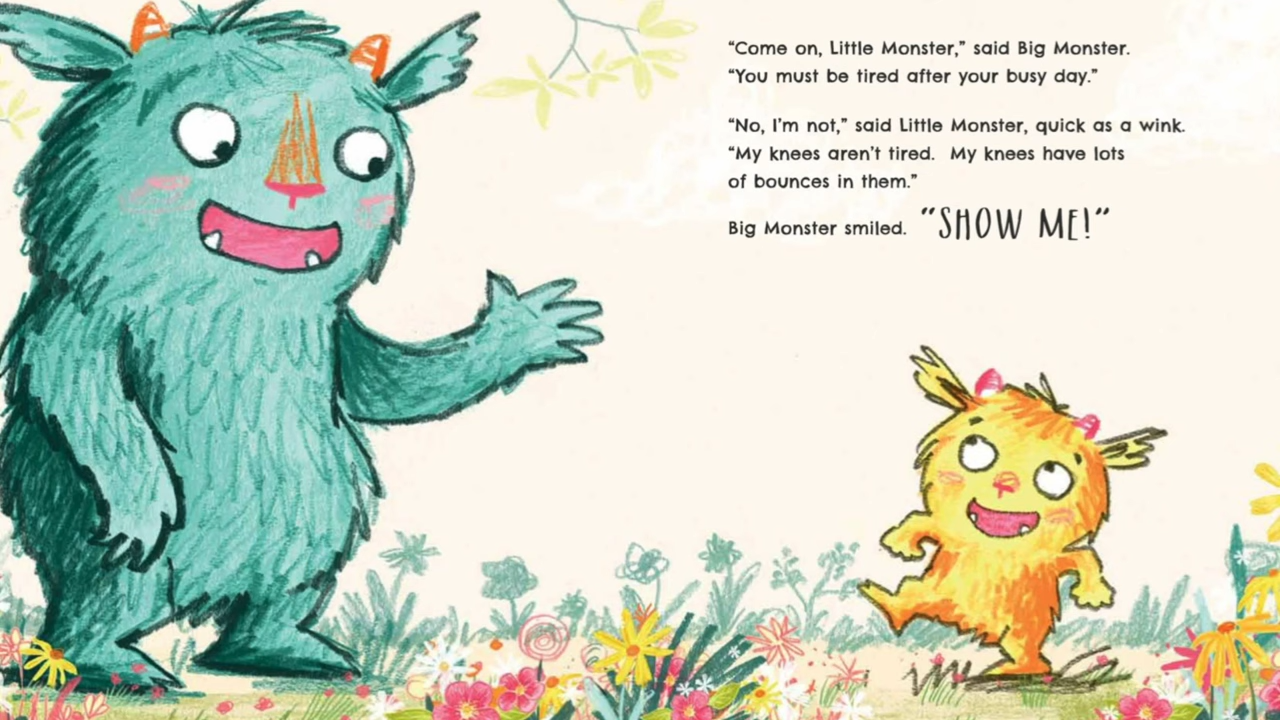 “Come on, Little Monster,” said Big Monster.
“You must be tired after your busy day.”
“No, I’m not,” said Little Monster, quick as a wink.
“My knees aren’t tired.  My knees have lots
of bounces in them.”
Big Monster smiled. “SHOW ME!”